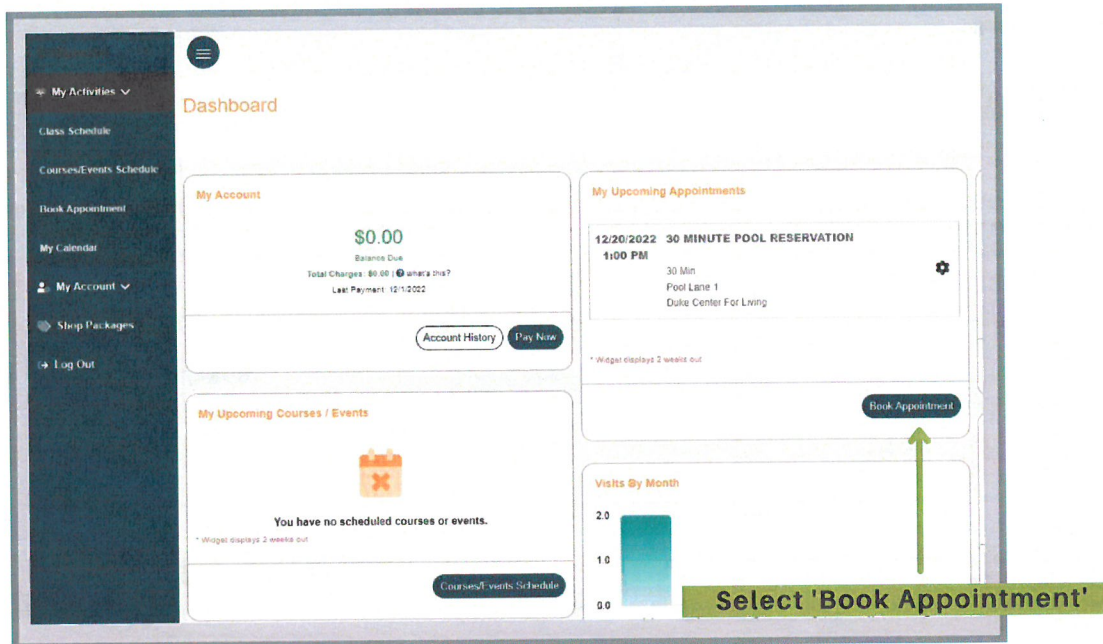 My Activities
Class Schedule
Courses/Events Schedule
Book Appointment
My Calendar
My Account
Shop Packages
Log Out
Dashboard
My Account
$0.00
Balance Due
Total Charges: $0.00 | what's this?
Last Payment: 12/1/2022
Account History
Pay Now
My Upcoming Appointments
12/20/2022 30 MINUTE POOL RESERVATION
1:00 PM
30 Min
Pool Lane 1
Duke Center For Living
* Widget displays 2 weeks out
Book Appointment
My Upcoming Courses / Events
You have no scheduled courses or events.
* Widget displays 2 weeks out
Courses/Events Schedule
Visits By Month
2.0
1.0
0.0
Select 'Book Appointment'